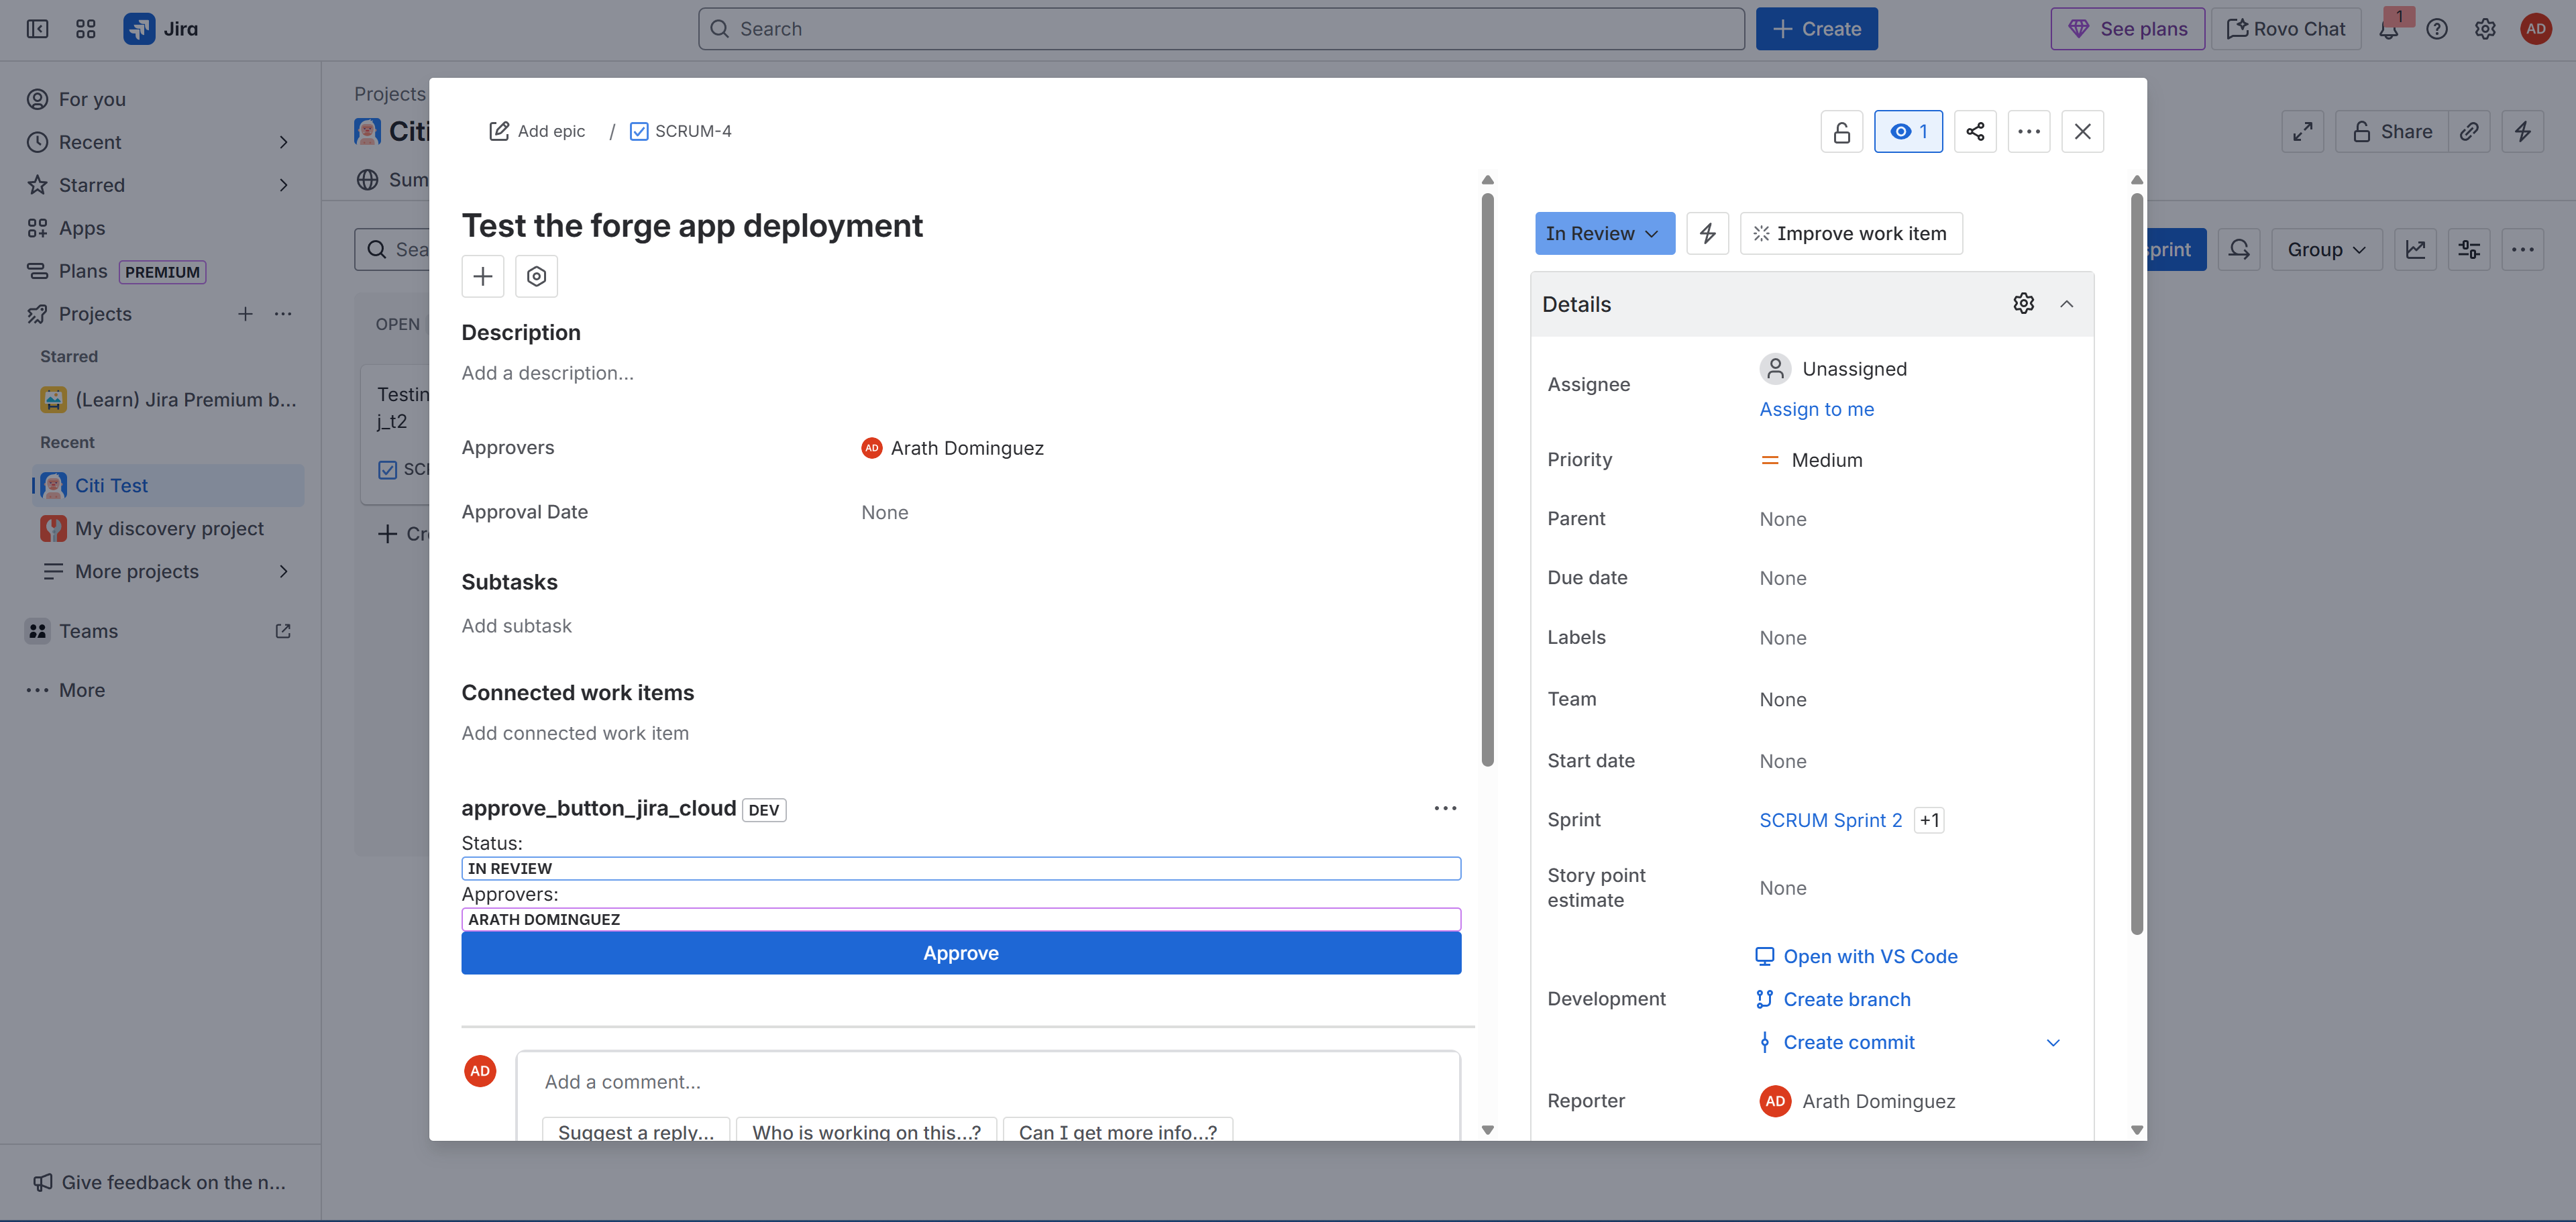 Jira
Search
Create
See plans
Rovo Chat
1
AD
For you
Recent
Starred
Apps
Plans PREMIUM
Projects
Starred
(Learn) Jira Premium b...
Recent
Citi Test
My discovery project
More projects
Teams
More
Give feedback on the n...
Projects
Citi
Sum
Sea
OPEN
Testin
j_t2
SCR
Cre
Share
print
Group
Add epic / SCRUM-4
1
Test the forge app deployment
Description
Add a description...
Approvers
AD Arath Dominguez
Approval Date
None
Subtasks
Add subtask
Connected work items
Add connected work item
approve_button_jira_cloud DEV
Status:
IN REVIEW
Approvers:
ARATH DOMINGUEZ
Approve
AD
Add a comment...
Suggest a reply...
Who is working on this...?
Can I get more info...?
In Review
Improve work item
Details
Assignee
Unassigned
Assign to me
Priority
Medium
Parent
None
Due date
None
Labels
None
Team
None
Start date
None
Sprint
SCRUM Sprint 2 +1
Story point
estimate
None
Development
Open with VS Code
Create branch
Create commit
Reporter
AD Arath Dominguez